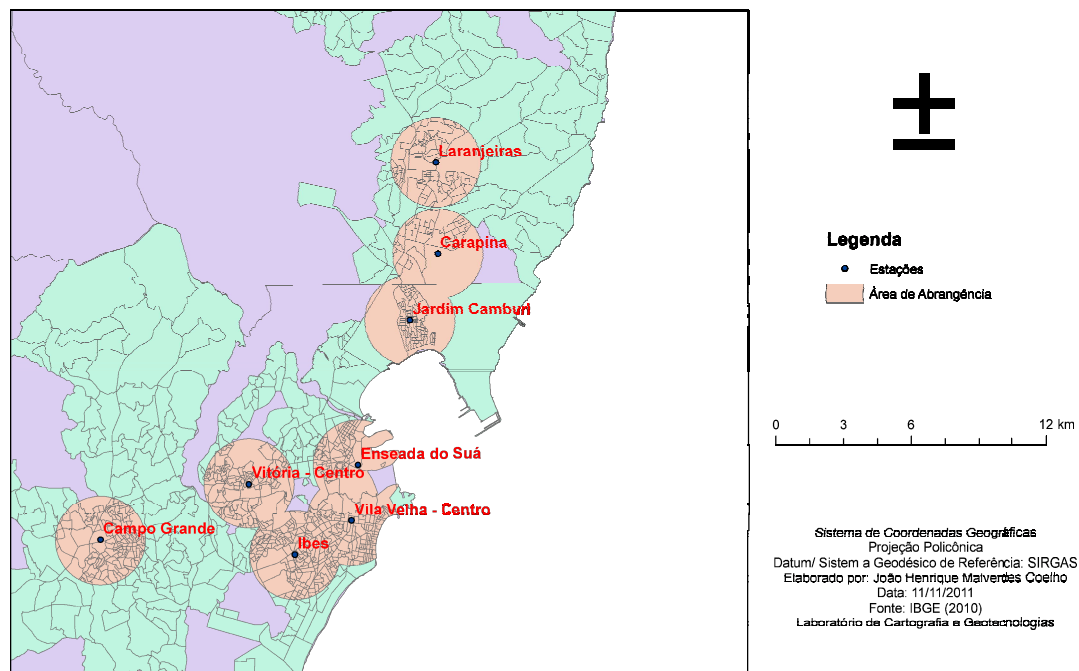 Laranjeiras
Carapina
Jardim Camburi
Enseada do Suá
Vitória - Centro
Vila Velha - Centro
Campo Grande
Ibes
±
Legenda
Estações
Área de Abrangência
0 3 6 9 12 km
Sistema de Coordenadas Geográficas
Projeção Policônica
Datum/ Sistem a Geodésico de Referência: SIRGAS
Elaborado por: João Henrique Malverdes Coelho
Data: 11/11/2011
Fonte: IBGE (2010)
Laboratório de Cartografia e Geotecnologias